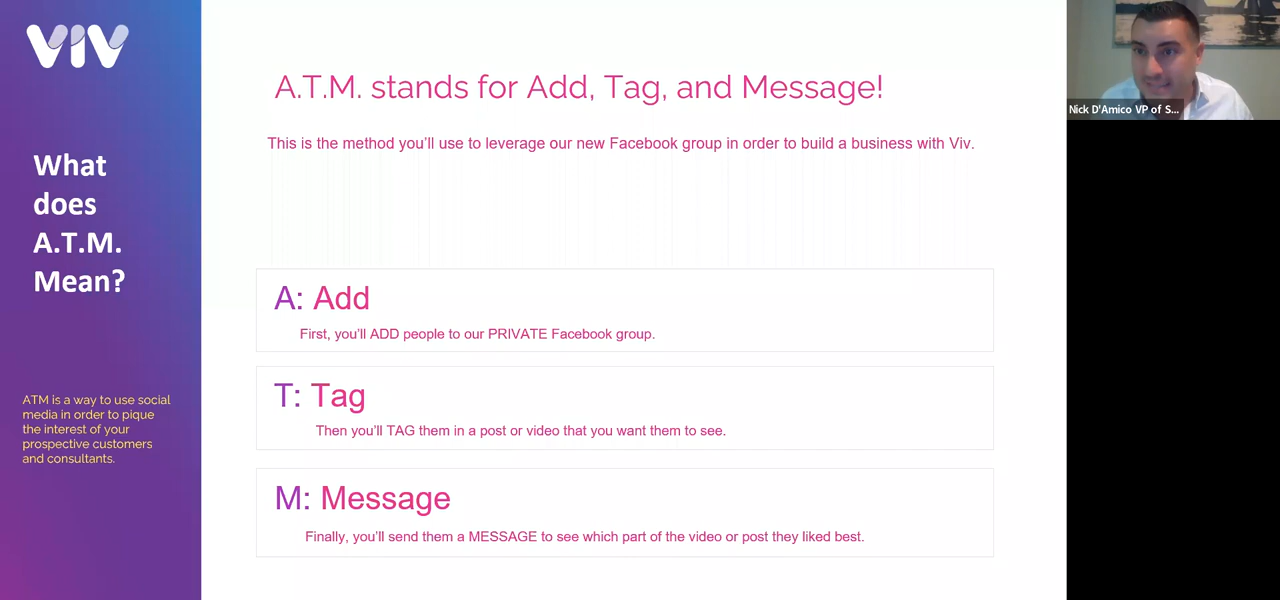 VIV
What
does
A.T.M.
Mean?
ATM is a way to use social
media in order to pique
the interest of your
prospective customers
and consultants.
A.T.M. stands for Add, Tag, and Message!
This is the method you'll use to leverage our new Facebook group in order to build a business with Viv.
A: Add
First, you'll ADD people to our PRIVATE Facebook group.
T: Tag
Then you'll TAG them in a post or video that you want them to see.
M: Message
Finally, you'll send them a MESSAGE to see which part of the video or post they liked best.
Nick D'Amico VP of S...